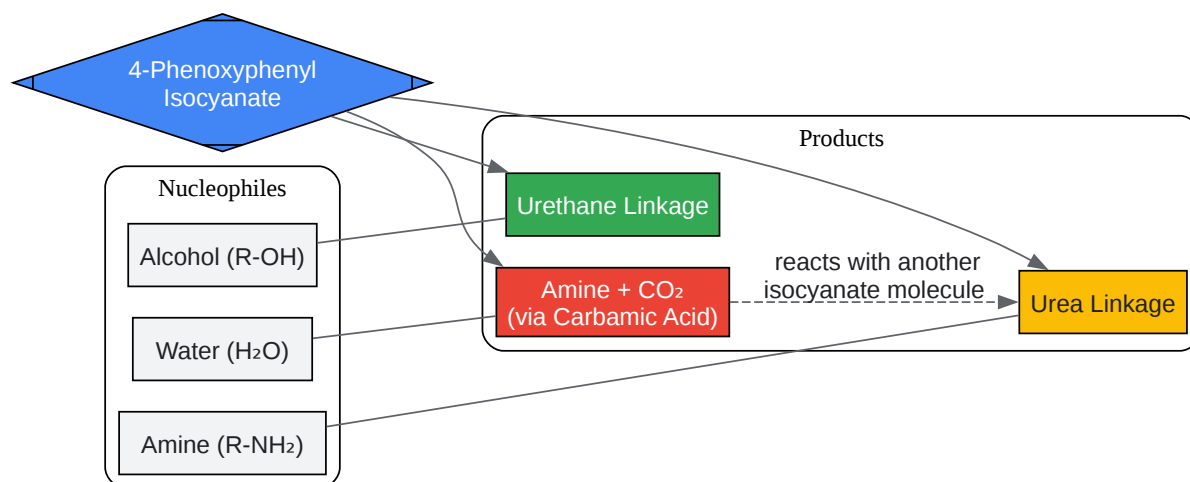 4-Phenoxyphenyl
Isocyanate
Nucleophiles
Alcohol (R-OH)
Water (H₂O)
Amine (R-NH₂)
Products
Urethane Linkage
Amine + CO₂
(via Carbamic Acid)
reacts with another
isocyanate molecule
Urea Linkage